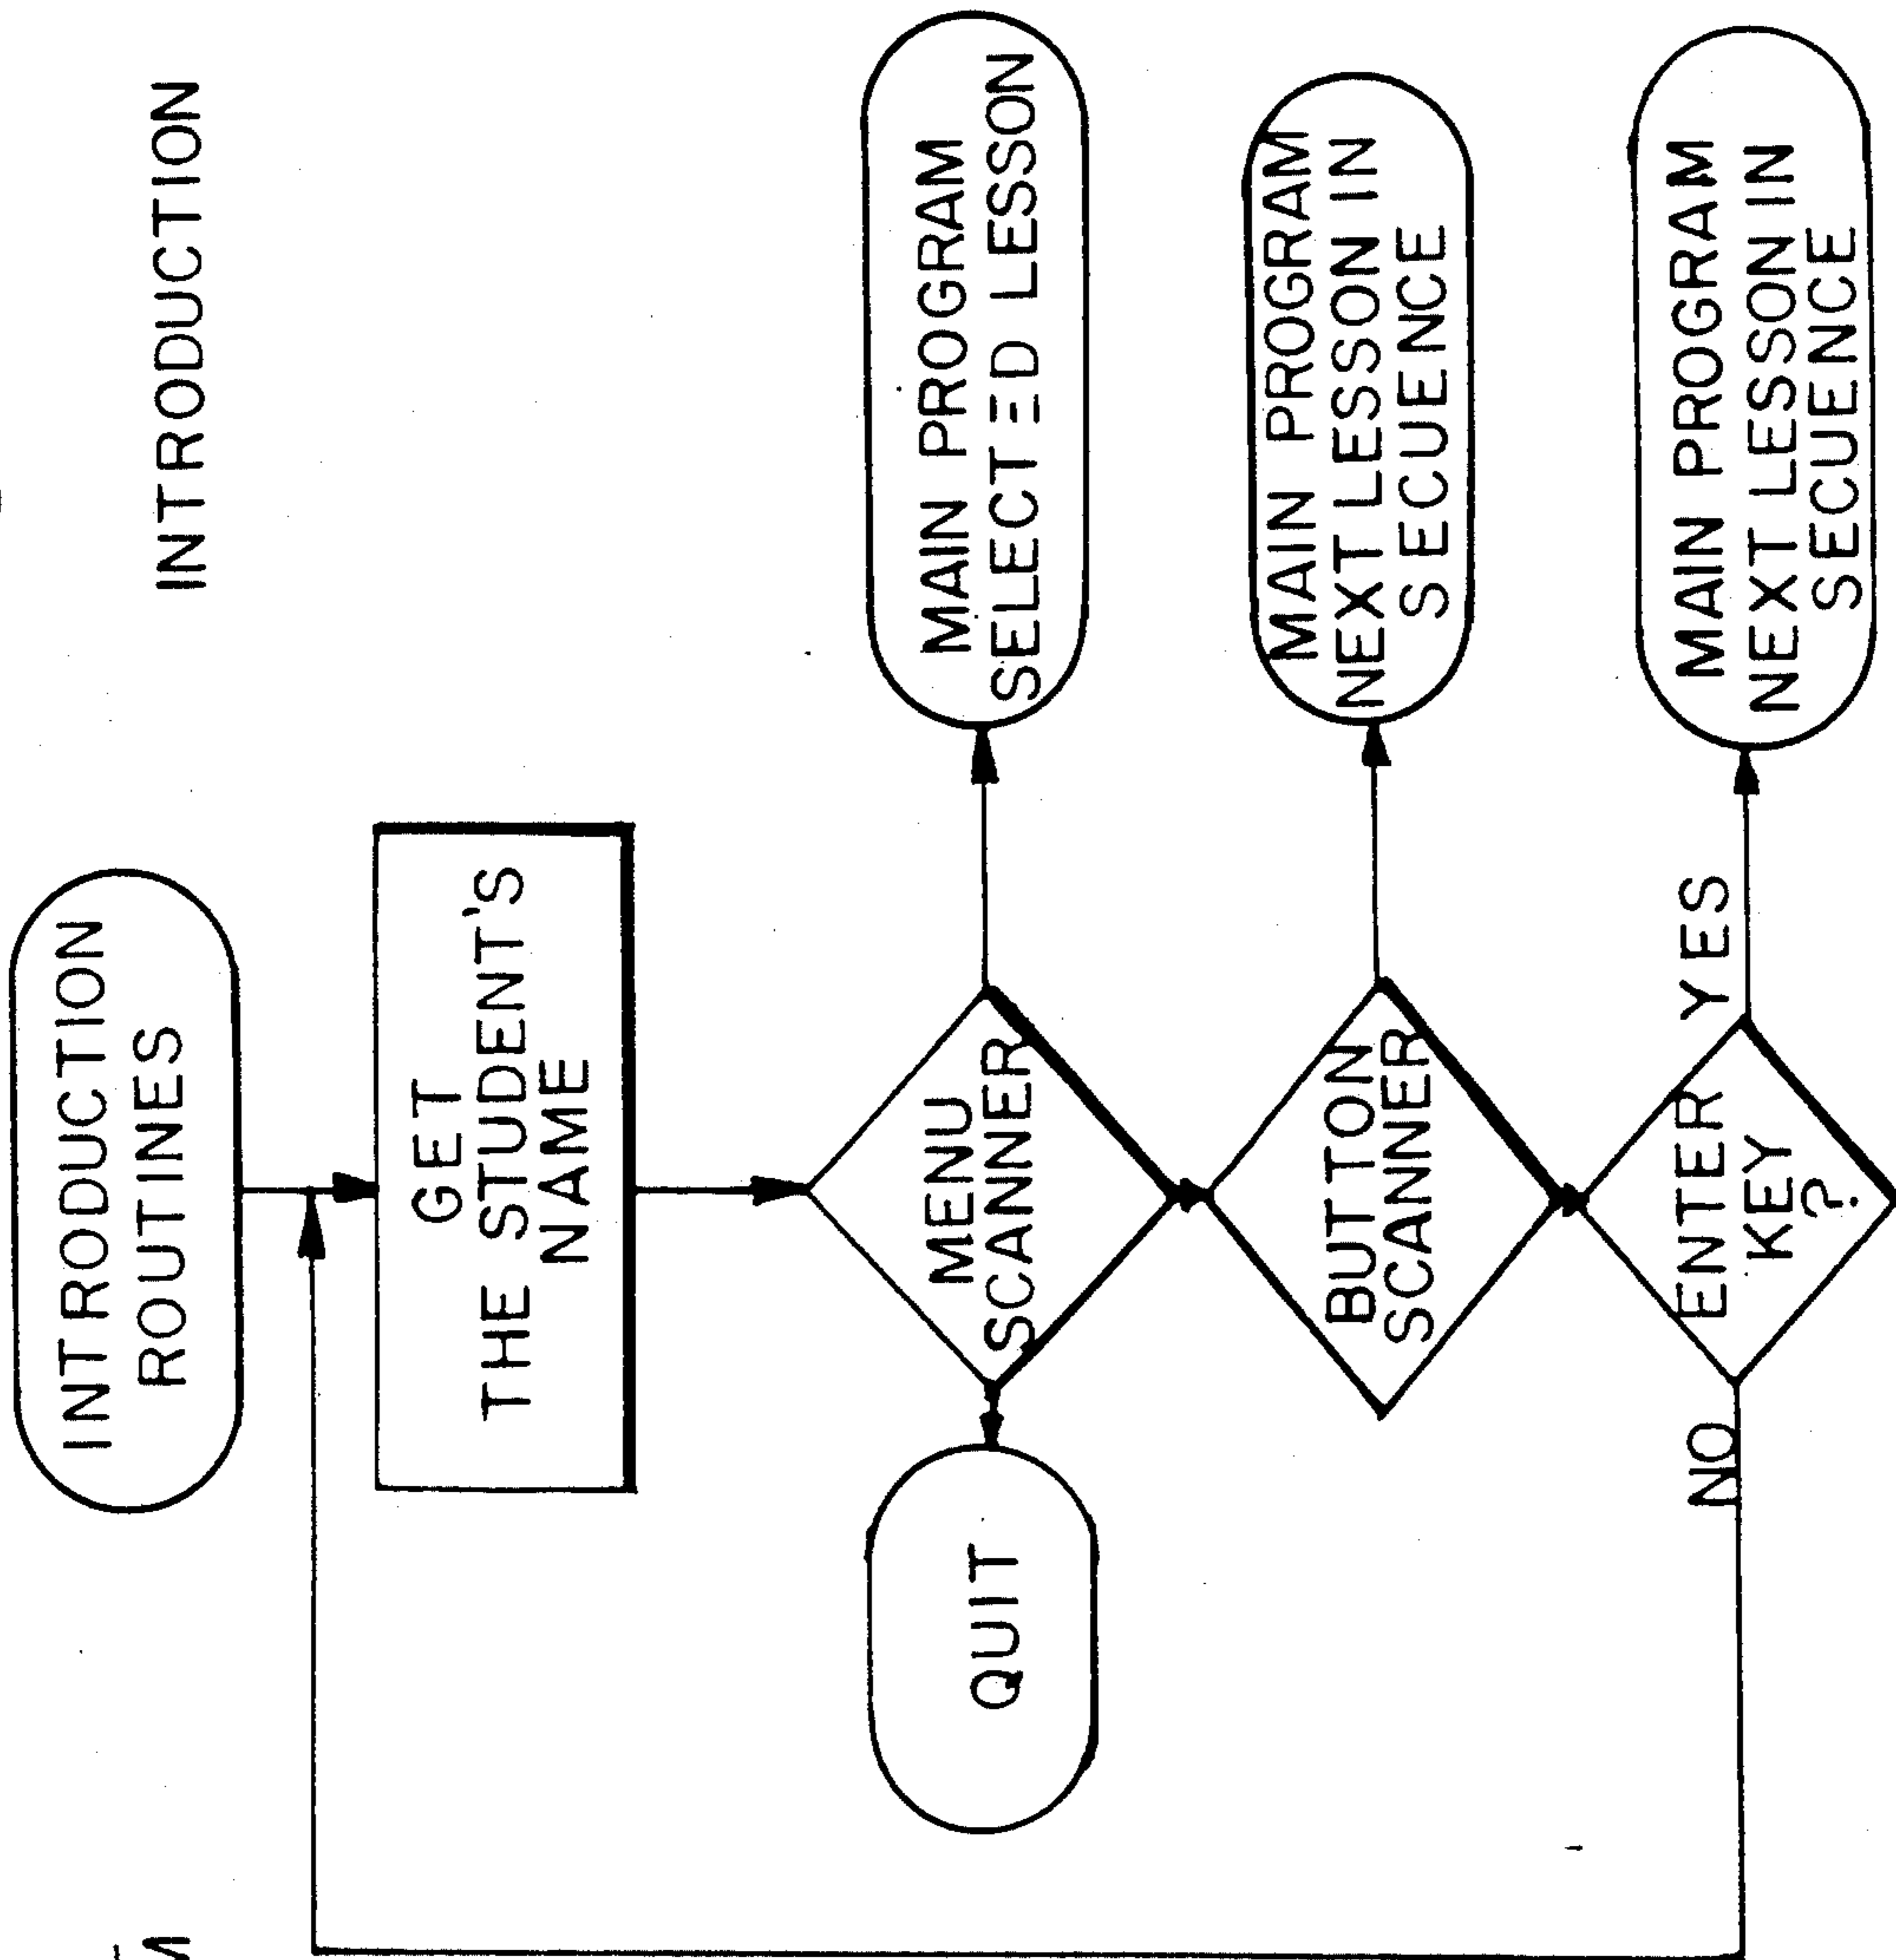 INTRODUCTION
INTRODUCTION
ROUTINES
GET
THE STUDENT'S
NAME
MENU
SCANNER
QUIT
MAIN PROGRAM
SELECTED LESSON
BUTTON
SCANNER
MAIN PROGRAM
NEXT LESSON IN
SECUENCE
ENTER
KEY
?
YES
NO
MAIN PROGRAM
NEXT LESSON IN
SECUENCE